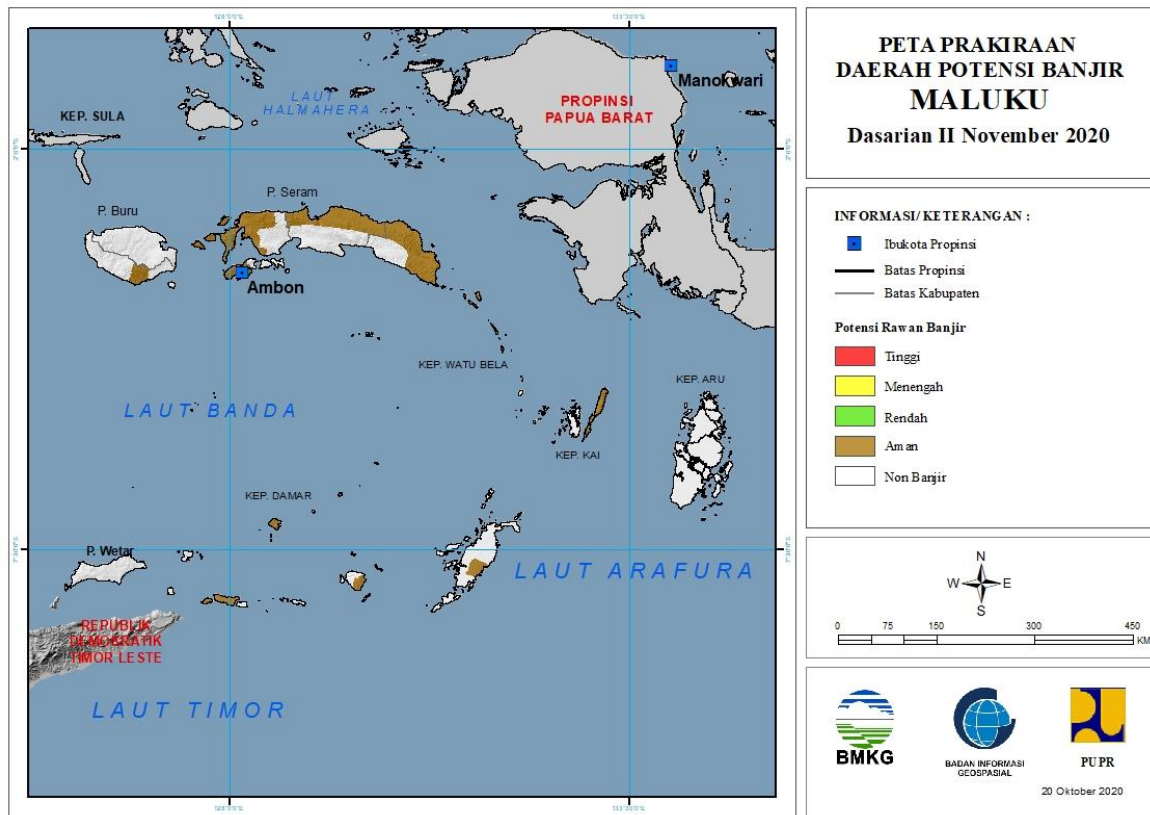 PETA PRAKIRAAN
DAERAH POTENSI BANJIR
MALUKU
Dasarian II November 2020
INFORMASI/ KETERANGAN :
Ibukota Propinsi
Batas Propinsi
Batas Kabupaten
Potensi Rawan Banjir
Tinggi
Menengah
Rendah
Aman
Non Banjir
N
W E
S
0 75 150 300 450
KM
BMKG
BADAN INFORMASI
GEOSPASIAL
PUPR
20 Oktober 2020
Manokwari
LAUT
HALMAHERA
PROPINSI
PAPUA BARAT
KEP. SULA
P. Seram
P. Buru
Ambon
KEP. WATU BELA
KEP. ARU
LAUT BANDA
KEP. KAI
KEP. DAMAR
P. Wetar
LAUT ARAFURA
REPUBLIK
DEMOKRATIK
TIMOR LESTE
LAUT TIMOR